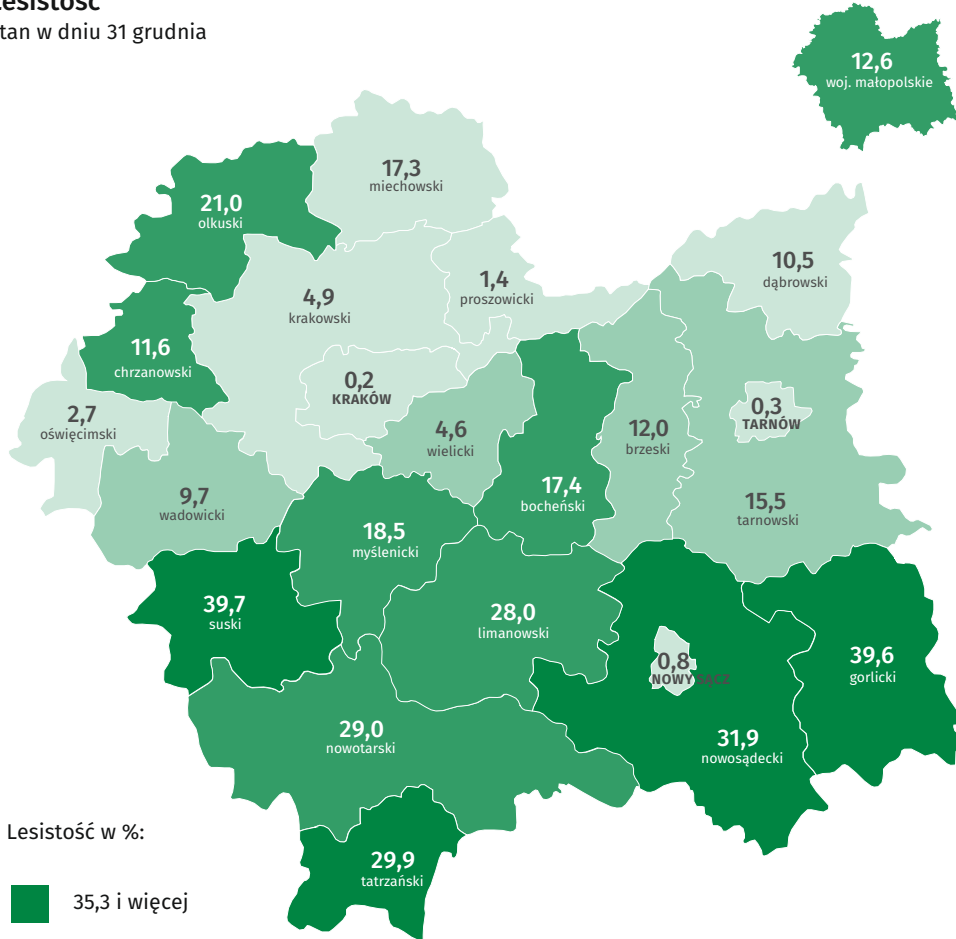 Lesistość
Stan w dniu 31 grudnia
12,6
woj. małopolskie
17,3
miechowski
21,0
olkuski
10,5
dąbrowski
1,4
proszowicki
4,9
krakowski
11,6
chrzanowski
0,2
KRAKÓW
0,3
TARNÓW
2,7
oświęcimski
4,6
wielicki
12,0
brzeski
9,7
wadowicki
17,4
bocheński
15,5
tarnowski
18,5
myślenicki
39,7
suski
28,0
limanowski
0,8
NOWY SĄCZ
39,6
gorlicki
29,0
nowotarski
31,9
nowosądecki
29,9
tatrzański
Lesistość w %:
35,3 i więcej